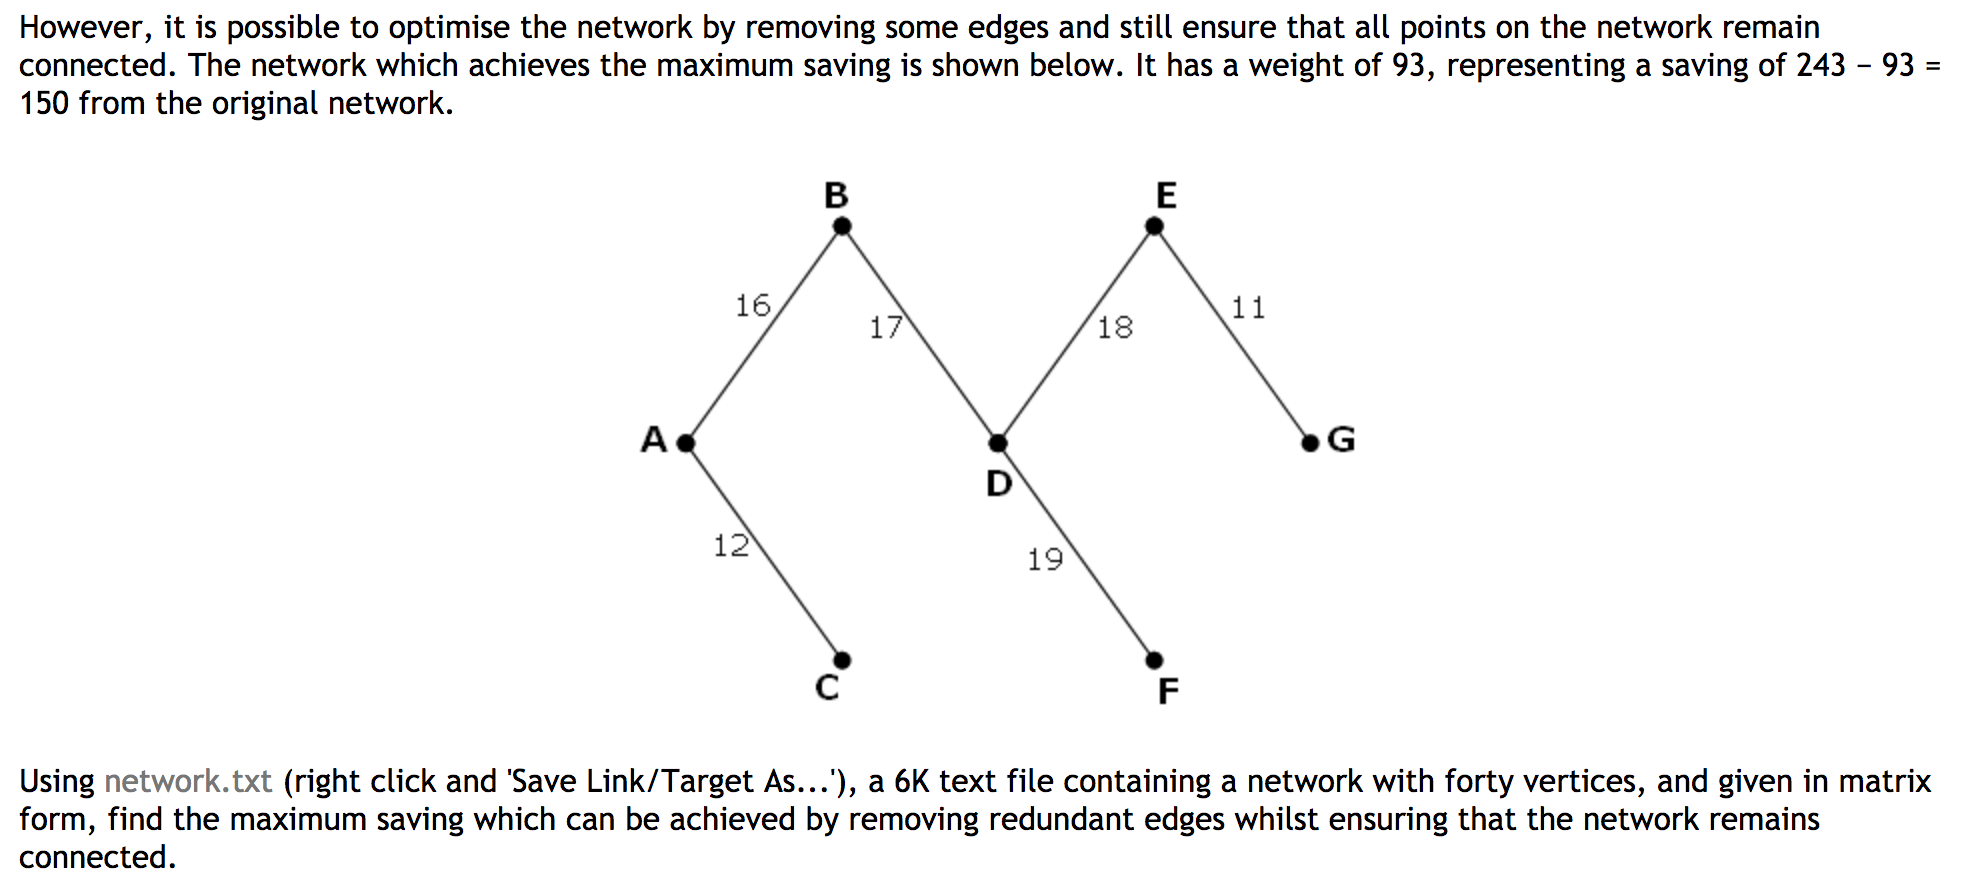 However, it is possible to optimise the network by removing some edges and still ensure that all points on the network remain
connected. The network which achieves the maximum saving is shown below. It has a weight of 93, representing a saving of 243 − 93 =
150 from the original network.
B E
16 11
17 18
A G
D
12
19
C F
Using network.txt (right click and 'Save Link/Target As...'), a 6K text file containing a network with forty vertices, and given in matrix
form, find the maximum saving which can be achieved by removing redundant edges whilst ensuring that the network remains
connected.